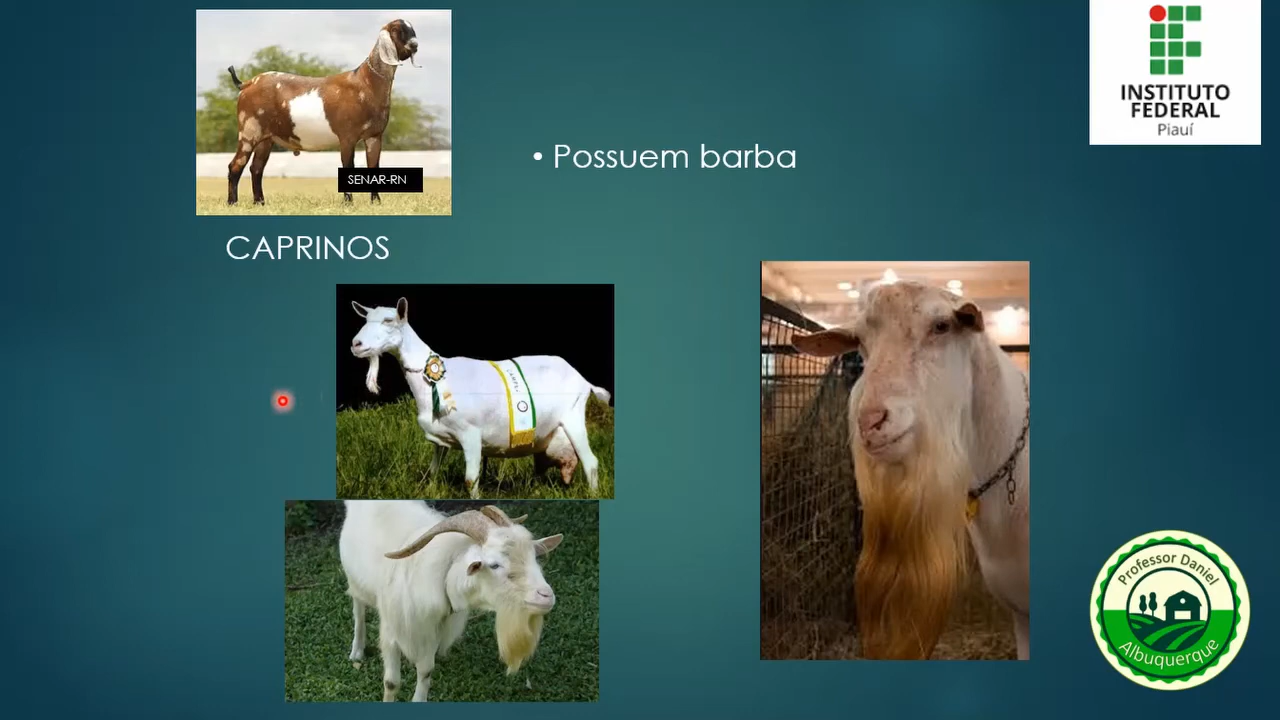 INSTITUTO
FEDERAL
Piauí
• Possuem barba
SENAR-RN
CAPRINOS
Professor Daniel
Albuquerque